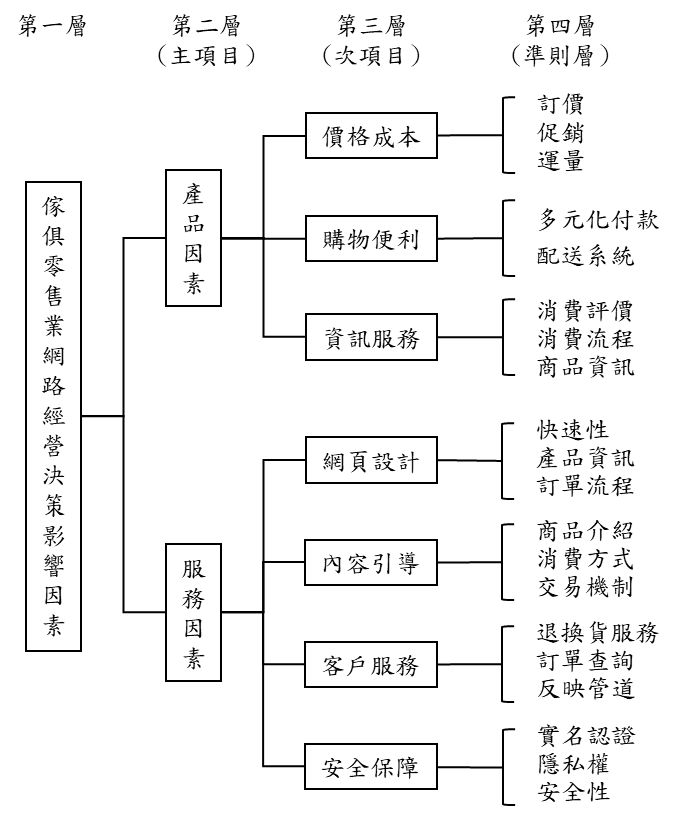 第一層
第二層
（主項目）
第三層
（次項目）
第四層
（準則層）
傢俱零售業網路經營決策影響因素
產品因素
價格成本
訂價
促銷
運量
購物便利
多元化付款
配送系統
資訊服務
消費評價
消費流程
商品資訊
服務因素
網頁設計
快速性
產品資訊
訂單流程
內容引導
商品介紹
消費方式
交易機制
客戶服務
退換貨服務
訂單查詢
反映管道
安全保障
實名認證
隱私權
安全性